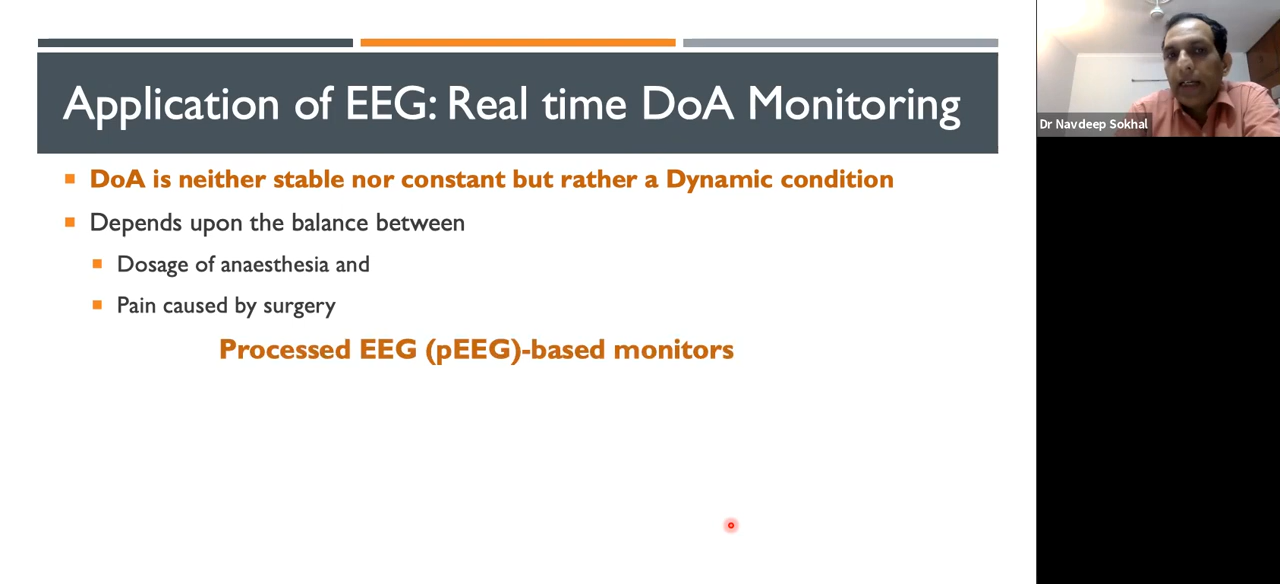 Application of EEG: Real time DoA Monitoring
DoA is neither stable nor constant but rather a Dynamic condition
Depends upon the balance between
Dosage of anaesthesia and
Pain caused by surgery
Processed EEG (pEEG)-based monitors
Dr Navdeep Sokhal